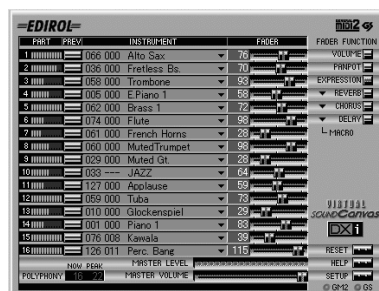 EDIROL
MIDI2
PART PREV INSTRUMENT FADER FADER FUNCTION
1 066 000 Alto Sax 76 VOLUME
2 036 000 Fretless Bs. 70 PANPOT
3 058 000 Trombone 93 EXPRESSION
4 005 000 E.Piano 1 58 REVERB
5 062 000 Brass 1 72 CHORUS
6 074 000 Flute 98 DELAY
7 061 000 French Horns 28 MACRO
8 060 000 MutedTrumpet 98
9 029 000 Muted Gt. 28
10 033 --- JAZZ 64
11 127 000 Applause 59
12 059 000 Tuba 73
13 010 000 Glockenspiel 29
14 001 000 Piano 1 83
15 076 008 Kawala 39
16 126 011 Perc. Bang 115
VIRTUAL
SOUND Canvas
DXi
RESET
HELP
SETUP
GM2 GS
NOW PEAK MASTER LEVEL
POLYPHONY 16 22 MASTER VOLUME